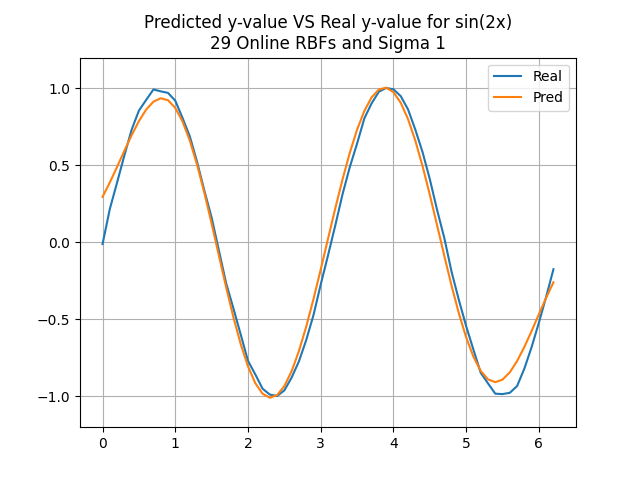 Predicted y-value VS Real y-value for sin(2x)
29 Online RBFs and Sigma 1
Real
Pred
1.0
0.5
0.0
−0.5
−1.0
0 1 2 3 4 5 6